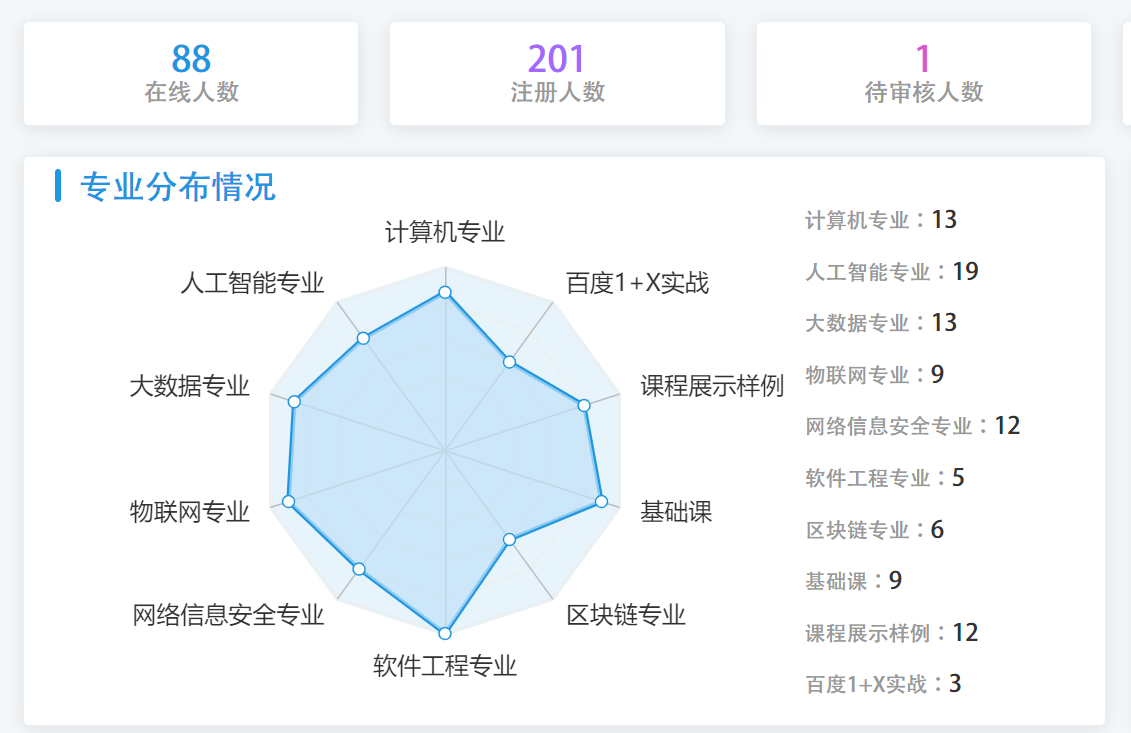 88
在线人数
201
注册人数
1
待审核人数
专业分布情况
计算机专业
百度1+X实战
课程展示样例
基础课
区块链专业
软件工程专业
网络信息安全专业
物联网专业
大数据专业
人工智能专业
计算机专业：13
人工智能专业：19
大数据专业：13
物联网专业：9
网络信息安全专业：12
软件工程专业：5
区块链专业：6
基础课：9
课程展示样例：12
百度1+X实战：3